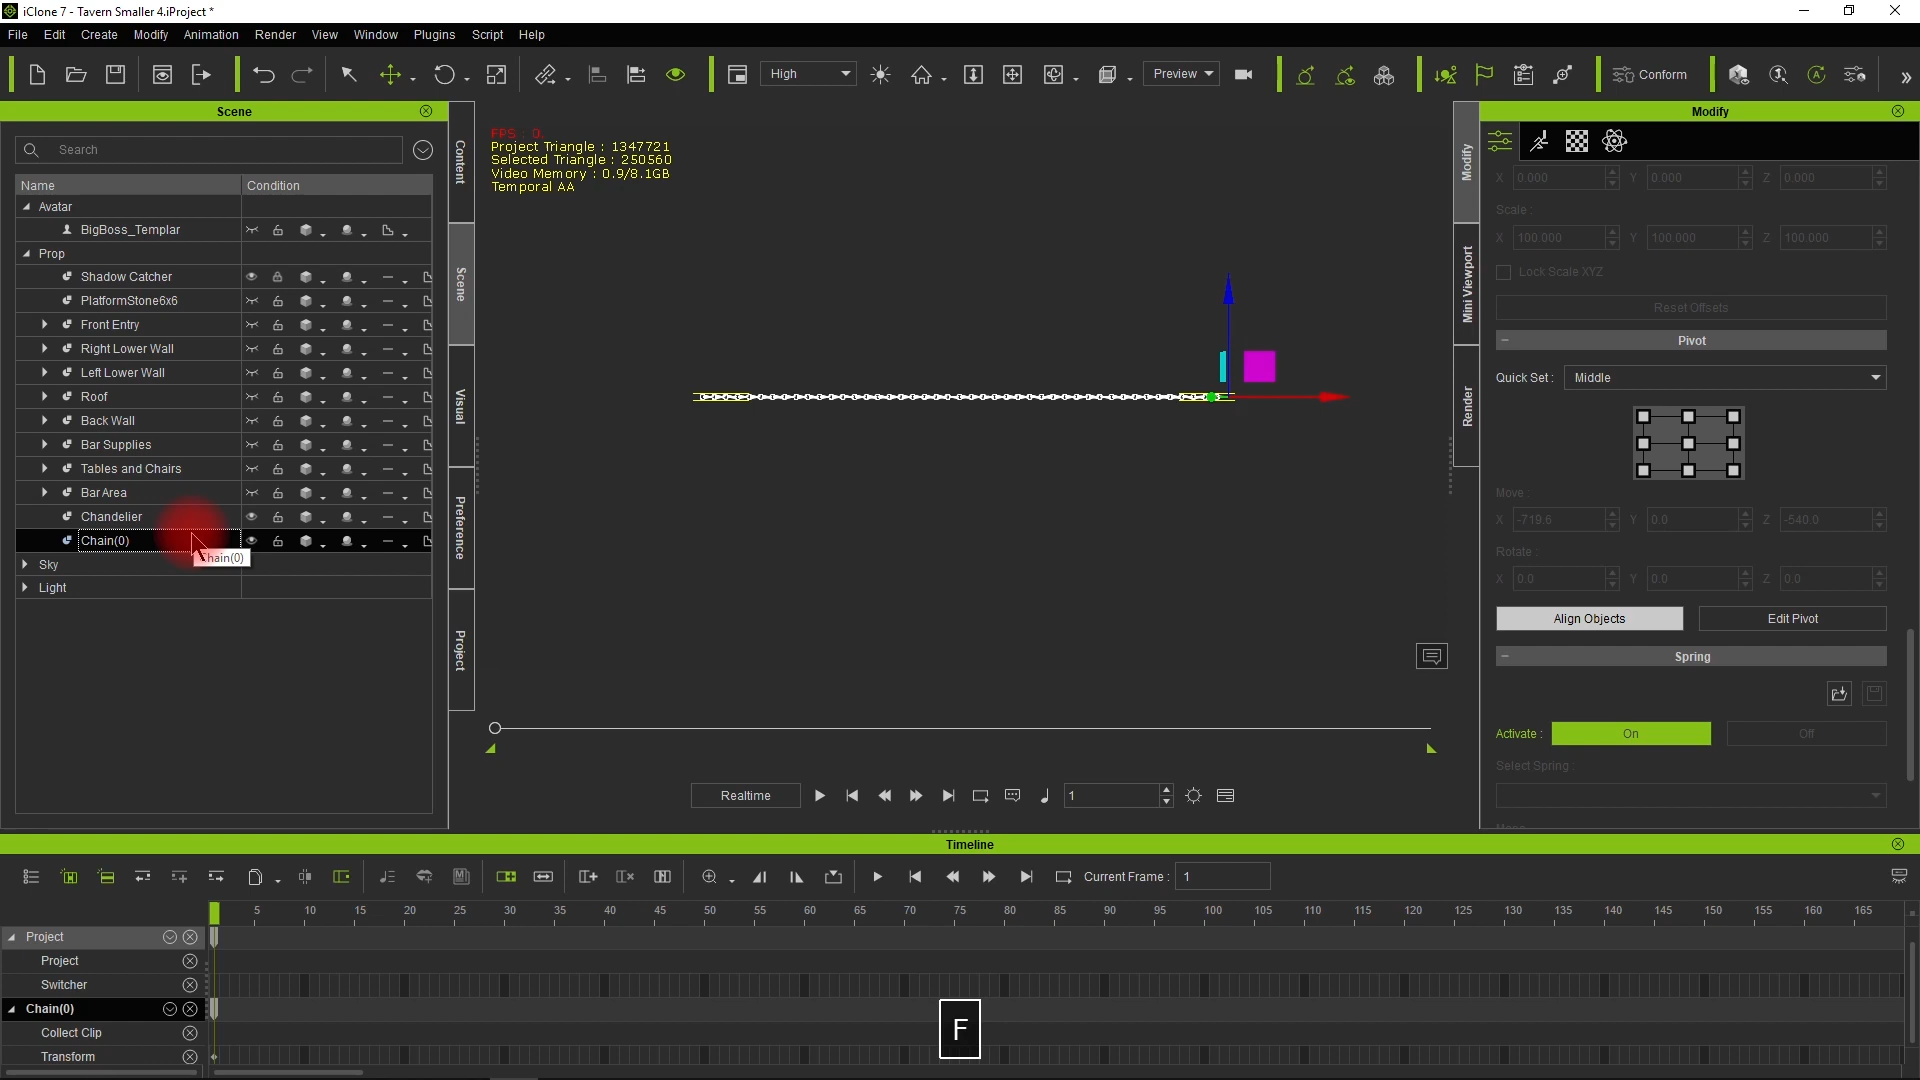 iClone 7 - Tavern Smaller 4.iProject *
File Edit Create Modify Animation Render View Window Plugins Script Help
High
Preview
Conform
Scene
Search
Name Condition
Avatar
BigBoss_Templar
Prop
Shadow Catcher
PlatformStone6x6
Front Entry
Right Lower Wall
Left Lower Wall
Roof
Back Wall
Bar Supplies
Tables and Chairs
Bar Area
Chandelier
Chain(0)
Chain(0)
Sky
Light
Content
Scene
Visual
Preference
Project
FPS : 0.
Project Triangle : 1347721
Selected Triangle : 250560
Video Memory : 0.9/8.1GB
Temporal AA
Realtime
1
Modify
Mini Viewport
Render
Modify
X 0.000 Y 0.000 Z 0.000
Scale :
X 100.000 Y 100.000 Z 100.000
Lock Scale XYZ
Reset Offsets
Pivot
Quick Set : Middle
Move :
X -719.6 Y 0.0 Z -540.0
Rotate :
X 0.0 Y 0.0 Z 0.0
Align Objects Edit Pivot
Spring
Activate : On Off
Select Spring :
Timeline
Current Frame : 1
5 10 15 20 25 30 35 40 45 50 55 60 65 70 75 80 85 90 95 100 105 110 115 120 125 130 135 140 145 150 155 160 165
Project
Project
Switcher
Chain(0)
Collect Clip
Transform
F